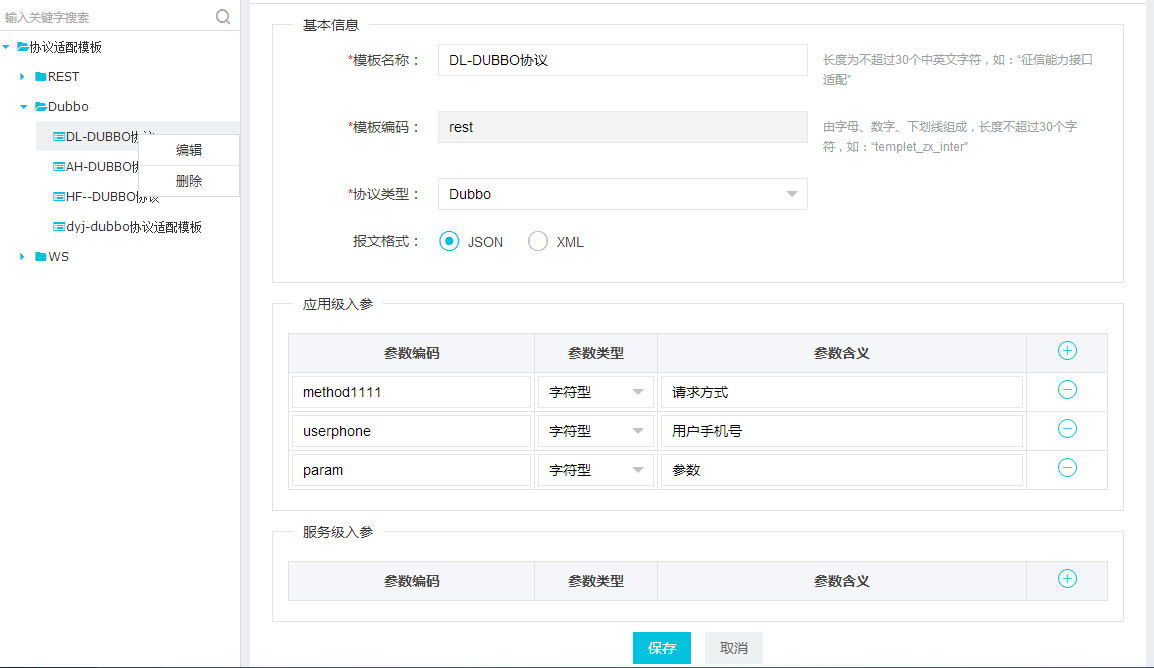 输入关键字搜索
协议适配模板
REST
Dubbo
DL-DUBBO协议
编辑
AH-DUBBO协
删除
HF--DUBBO协议
dyj-dubbo协议适配模板
WS
基本信息
*模板名称： DL-DUBBO协议 长度为不超过30个中英文字符，如：“征信能力接口
适配”
*模板编码： rest 由字母、数字、下划线组成，长度不超过30个字
符，如：“templet_zx_inter”
*协议类型： Dubbo
报文格式： JSON XML
应用级入参
参数编码 参数类型 参数含义
method1111 字符型 请求方式
userphone 字符型 用户手机号
param 字符型 参数
服务级入参
参数编码 参数类型 参数含义
保存 取消